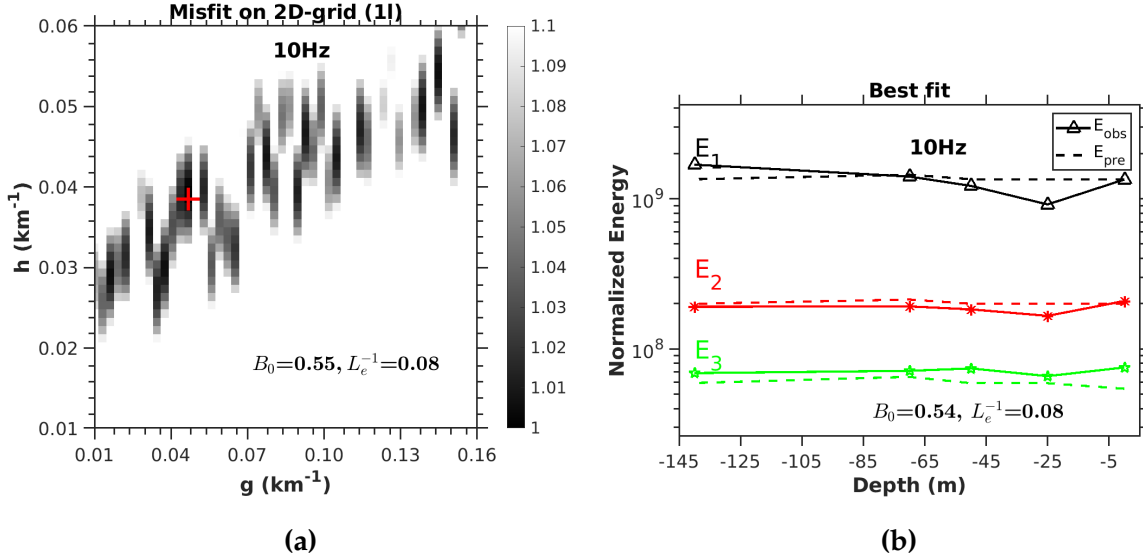 Misfit on 2D-grid (1l)
10Hz
h (km⁻¹)
0.06
0.05
0.04
0.03
0.02
0.01
0.01 0.04 0.07 0.10 0.13 0.16
g (km⁻¹)
B₀=0.55, Lₑ⁻¹=0.08
1.1
1.09
1.08
1.07
1.06
1.05
1.04
1.03
1.02
1.01
1
(a)
Best fit
10Hz
E_obs
E_pre
E₁
E₂
E₃
Normalized Energy
10⁹
10⁸
B₀=0.54, Lₑ⁻¹=0.08
-145 -125 -105 -85 -65 -45 -25 -5
Depth (m)
(b)